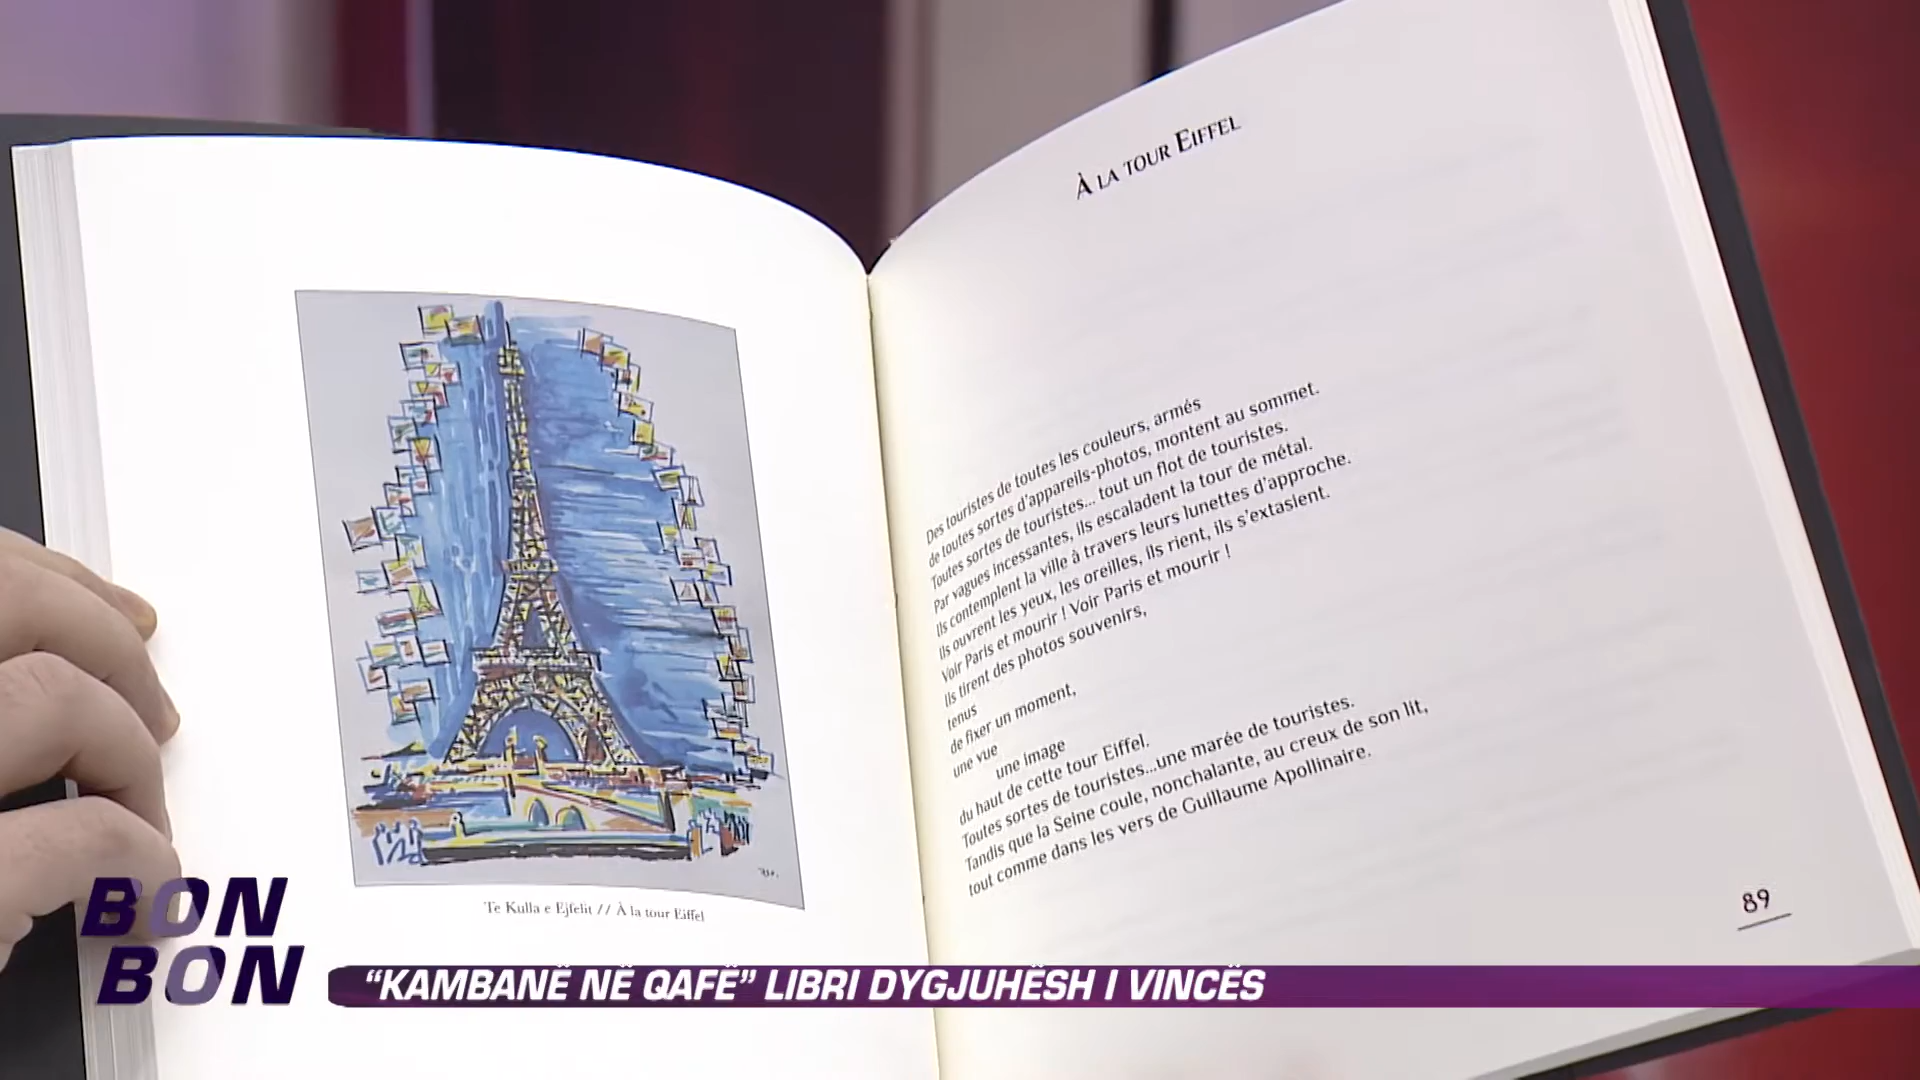 À LA TOUR EIFFEL
Des touristes de toutes les couleurs, armés
de toutes sortes d'appareils-photos, montent au sommet.
Toutes sortes de touristes... tout un flot de touristes.
Par vagues incessantes, ils escaladent la tour de métal.
Ils contemplent la ville à travers leurs lunettes d'approche.
Ils ouvrent les yeux, les oreilles, ils rient, ils s'extasient.
Voir Paris et mourir ! Voir Paris et mourir !
Ils tirent des photos souvenirs,
tenus
de fixer un moment,
une vue
une image
du haut de cette tour Eiffel.
Toutes sortes de touristes...une marée de touristes.
Tandis que la Seine coule, nonchalante, au creux de son lit,
tout comme dans les vers de Guillaume Apollinaire.
89
Te Kulla e Ejfelit // À la tour Eiffel
BON
BON
“KAMBANË NË QAFË” LIBRI DYGJUHËSH I VINCËS